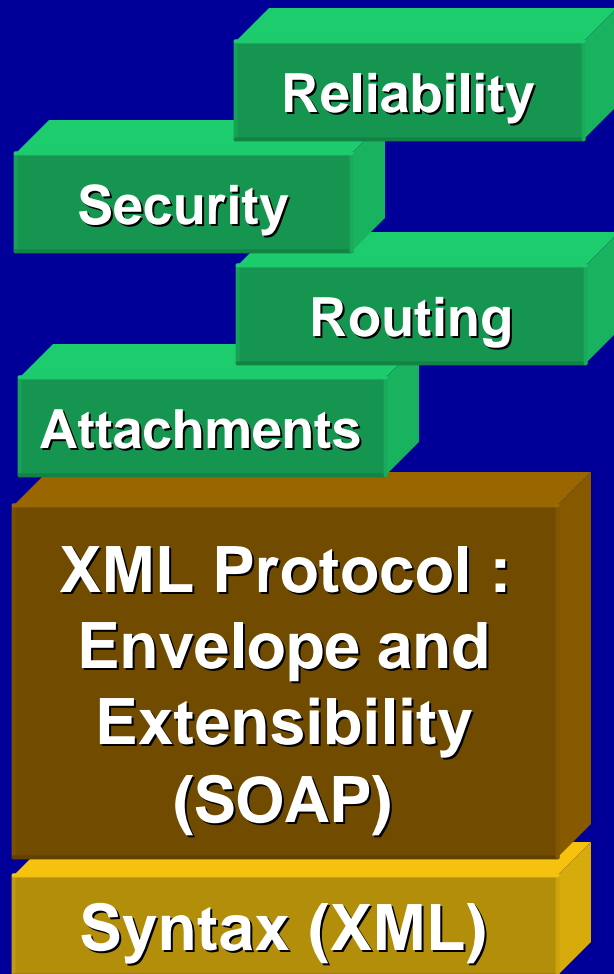 Reliability
Security
Routing
Attachments
XML Protocol :
Envelope and
Extensibility
(SOAP)
Syntax (XML)